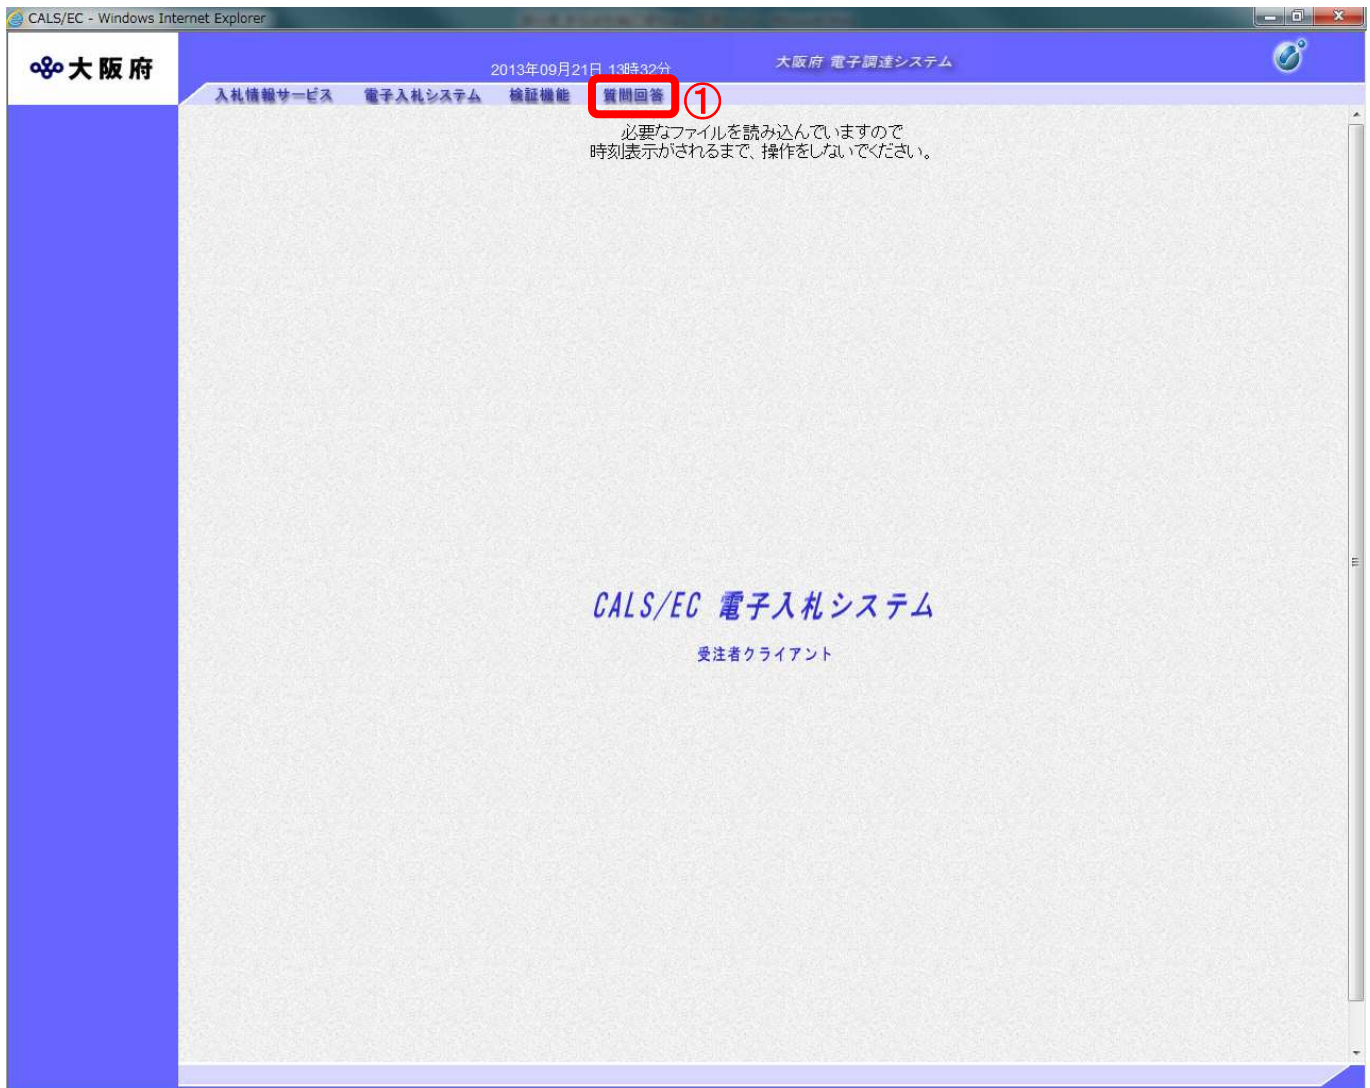 CALS/EC - Windows Internet Explorer
大阪府
2013年09月21日 13時32分
大阪府 電子調達システム
入札情報サービス 電子入札システム 検証機能 質問回答 ①
必要なファイルを読み込んでいますので
時刻表示がされるまで、操作をしないでください。
CALS/EC 電子入札システム
受注者クライアント